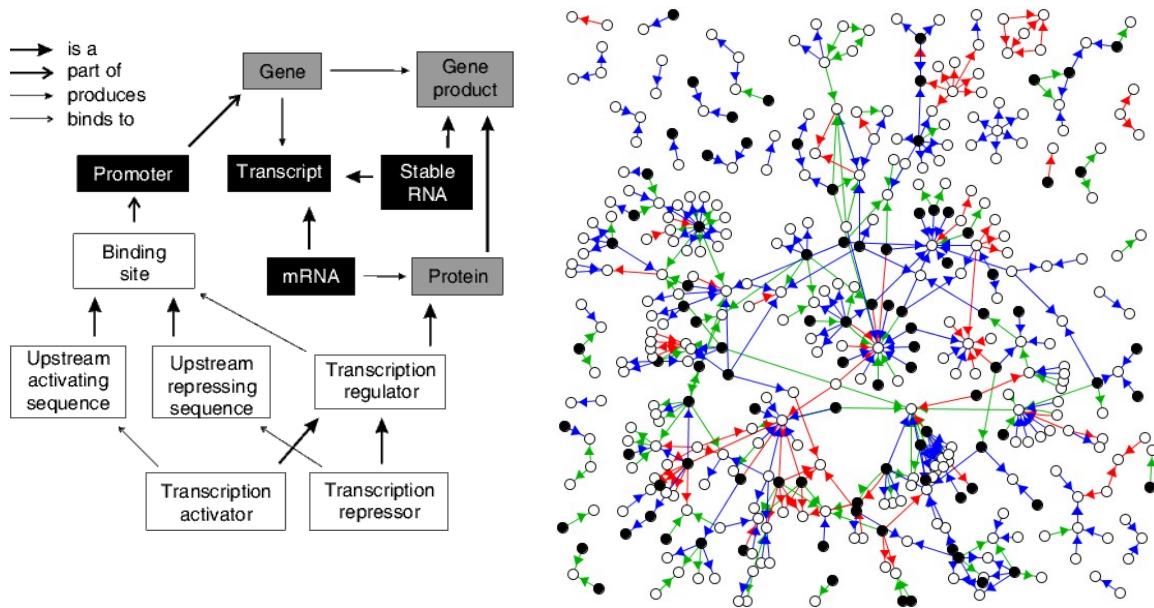 is a
part of
produces
binds to
Gene
Gene
product
Promoter
Transcript
Stable
RNA
Binding
site
mRNA
Protein
Upstream
activating
sequence
Upstream
repressing
sequence
Transcription
regulator
Transcription
activator
Transcription
repressor